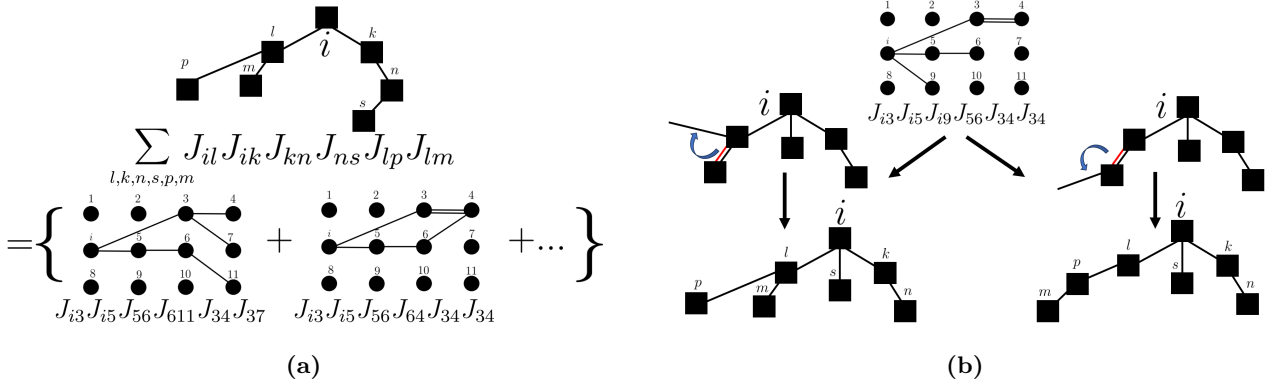 i
l
k
p
m
n
s
\sum_{l,k,n,s,p,m} J_{il}J_{ik}J_{kn}J_{ns}J_{lp}J_{lm}
= {
1 2 3 4
i 5 6 7
8 9 10 11
J_{i3}J_{i5}J_{56}J_{611}J_{34}J_{37}
+
1 2 3 4
i 5 6 7
8 9 10 11
J_{i3}J_{i5}J_{56}J_{64}J_{34}J_{34}
+... }
(a)
1 2 3 4
i 5 6 7
8 9 10 11
J_{i3}J_{i5}J_{i9}J_{56}J_{34}J_{34}
i
i
i
l
k
p
m
s
n
i
l
k
p
s
m
n
(b)